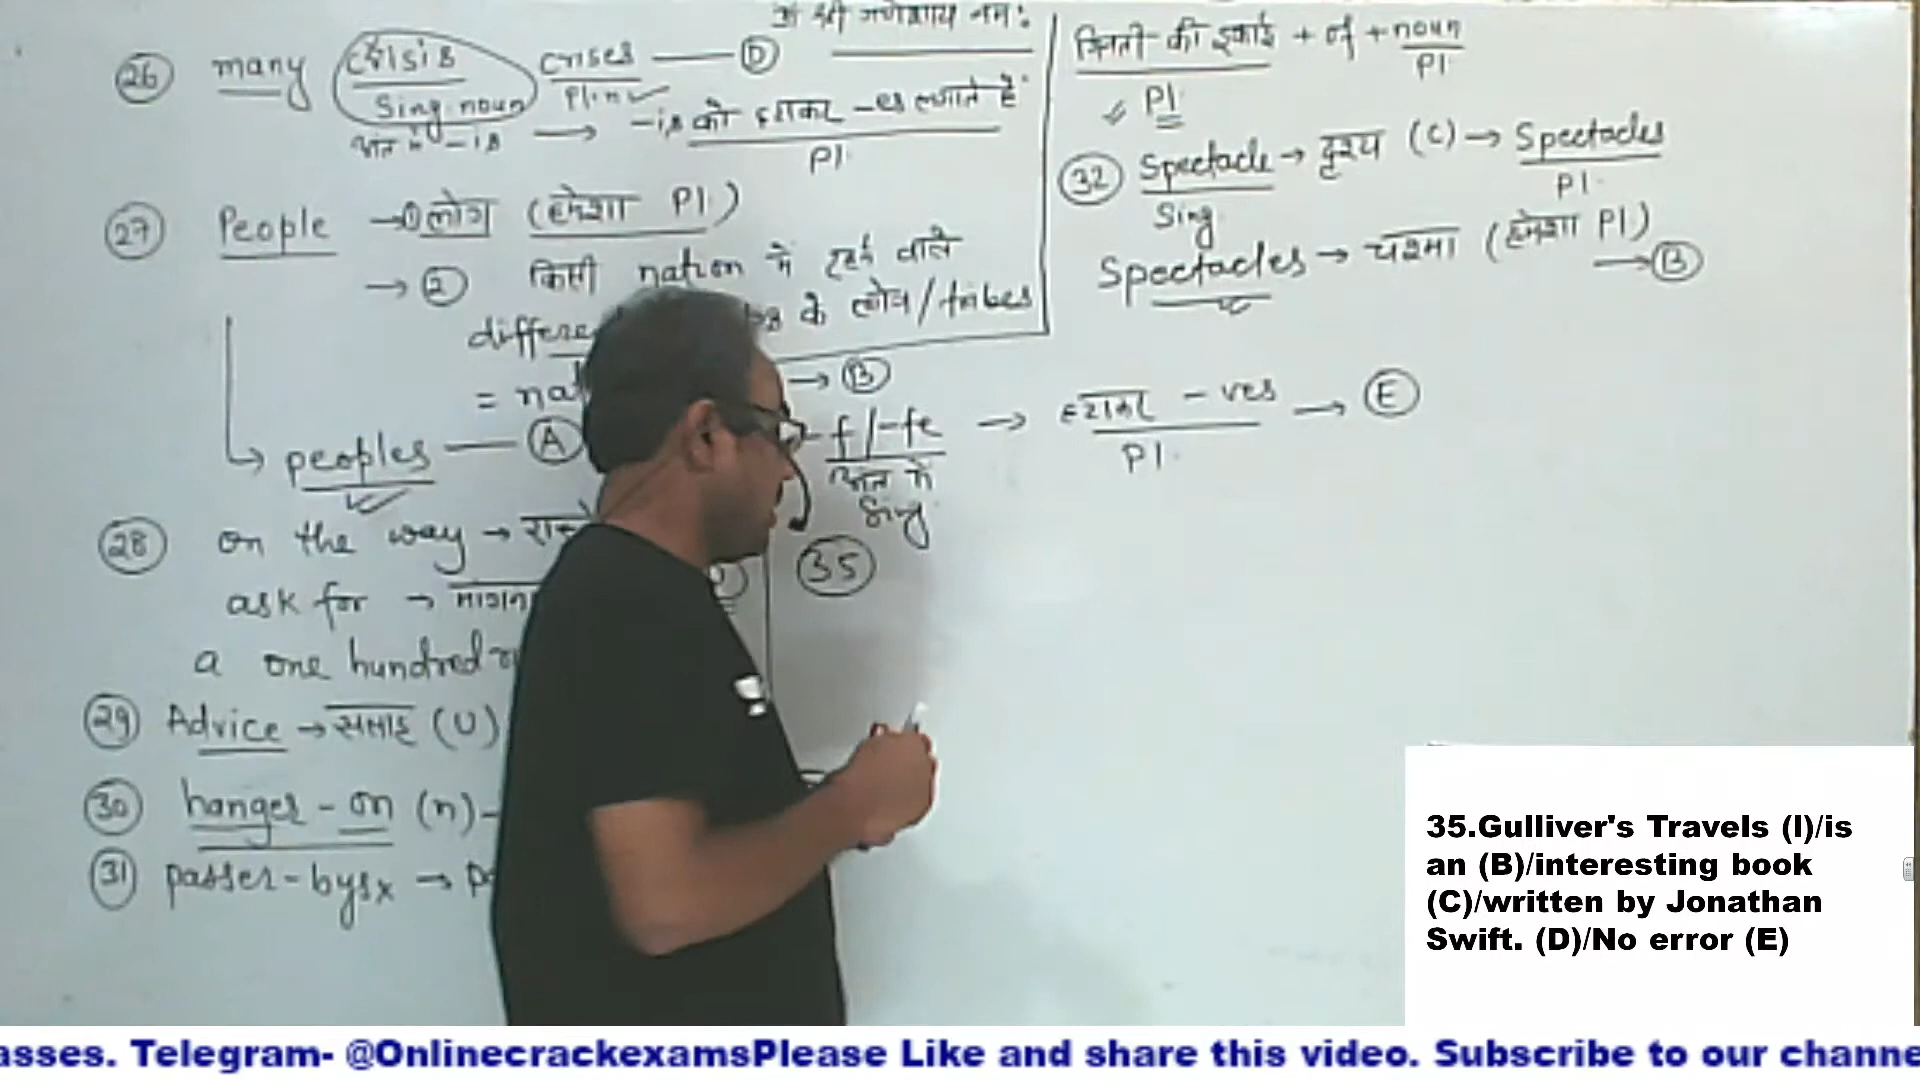 ॐ श्री गणेशाय नमः
26 many crisis crises — D
Sing. noun Pl. n
अंत में -is → -is को हटाकर -es लगाते हैं
Pl.
27 People → 1 लोग (हमेशा Pl.)
→ 2 किसी nation में रहने वाले
के लोग / tribes
=
→ B
peoples — A
28 on the way →
ask for →
a one hundred
29 Advice → सलाह (U)
30 hanger-on (n) -
31 passer-bys x →
गिनती की इकाई + of + noun
Pl. Pl.
32 Spectacle → दृश्य (C) → Spectacles
Sing. Pl.
Spectacles → चश्मा (हमेशा Pl)
→ B
-f/-fe → हटाकर -ves → E
अंत में Pl.
Sing.
35
35.Gulliver's Travels (I)/is
an (B)/interesting book
(C)/written by Jonathan
Swift. (D)/No error (E)
asses. Telegram- @OnlinecrackexamsPlease Like and share this video. Subscribe to our channe